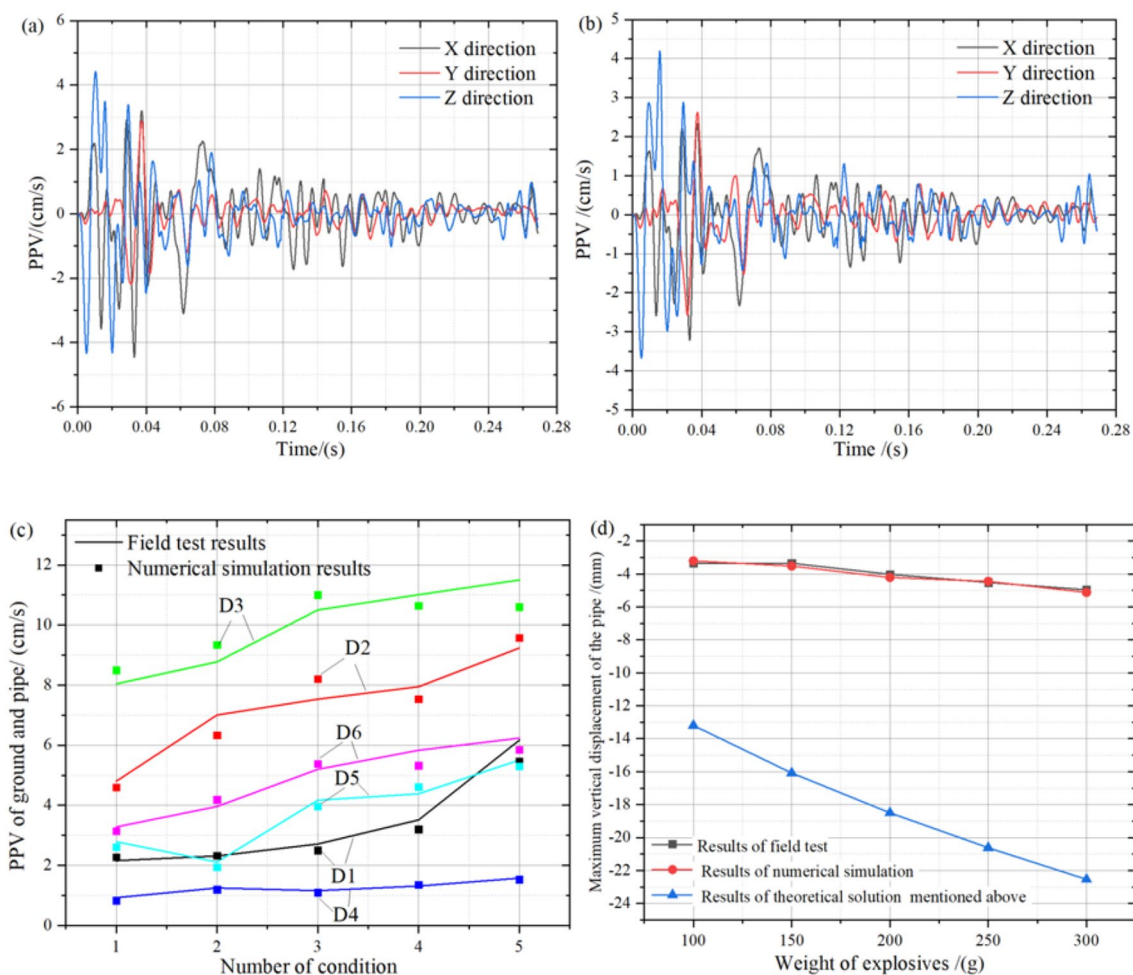 (a)
6
4
2
0
-2
-4
-6
PPV/(cm/s)
X direction
Y direction
Z direction
0.00 0.04 0.08 0.12 0.16 0.20 0.24 0.28
Time/(s)
(b)
5
4
3
2
1
0
-1
-2
-3
-4
-5
PPV /(cm/s)
X direction
Y direction
Z direction
0.00 0.04 0.08 0.12 0.16 0.20 0.24 0.28
Time /(s)
(c)
12
10
8
6
4
2
0
PPV of ground and pipe/ (cm/s)
Field test results
Numerical simulation results
D3
D2
D6
D5
D1
D4
1 2 3 4 5
Number of condition
(d)
-2
-4
-6
-8
-10
-12
-14
-16
-18
-20
-22
-24
Maximum vertical displacement of the pipe /(mm)
Results of field test
Results of numerical simulation
Results of theoretical solution mentioned above
100 150 200 250 300
Weight of explosives /(g)